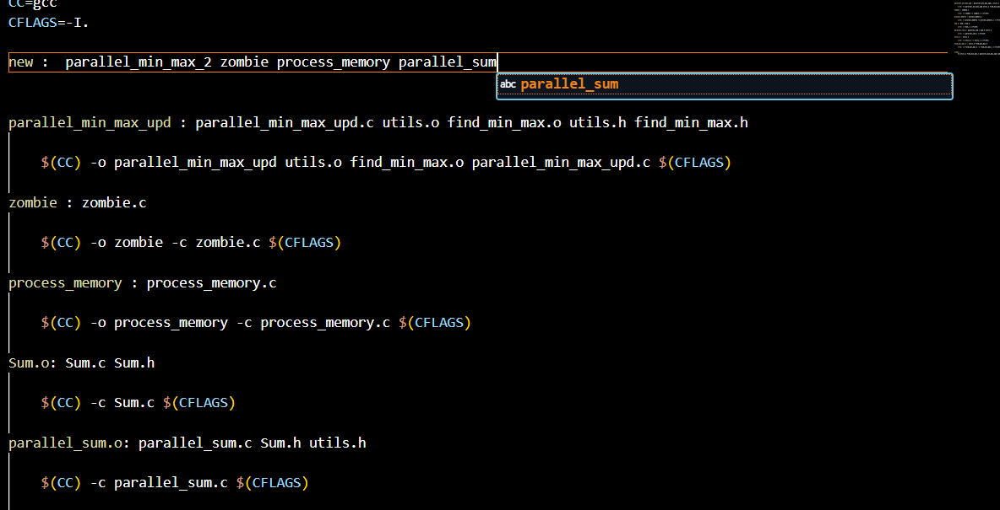 CC=gcc
CFLAGS=-I.
new :  parallel_min_max_2 zombie process_memory parallel_sum
abc parallel_sum
parallel_min_max_upd : parallel_min_max_upd.c utils.o find_min_max.o utils.h find_min_max.h
$(CC) -o parallel_min_max_upd utils.o find_min_max.o parallel_min_max_upd.c $(CFLAGS)
zombie : zombie.c
$(CC) -o zombie -c zombie.c $(CFLAGS)
process_memory : process_memory.c
$(CC) -o process_memory -c process_memory.c $(CFLAGS)
Sum.o: Sum.c Sum.h
$(CC) -c Sum.c $(CFLAGS)
parallel_sum.o: parallel_sum.c Sum.h utils.h
$(CC) -c parallel_sum.c $(CFLAGS)